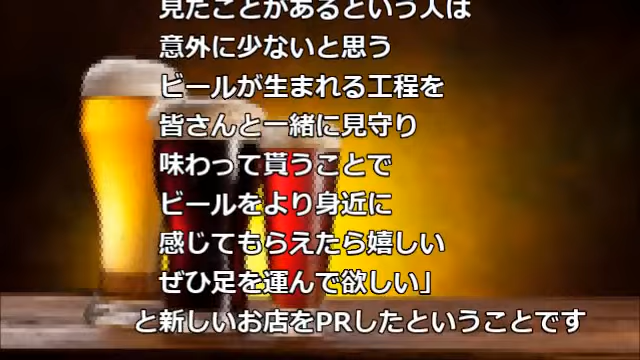 見たことがあるという人は
意外に少ないと思う
ビールが生まれる工程を
皆さんと一緒に見守り
味わって貰うことで
ビールをより身近に
感じてもらえたら嬉しい
ぜひ足を運んで欲しい」
と新しいお店をPRしたということです